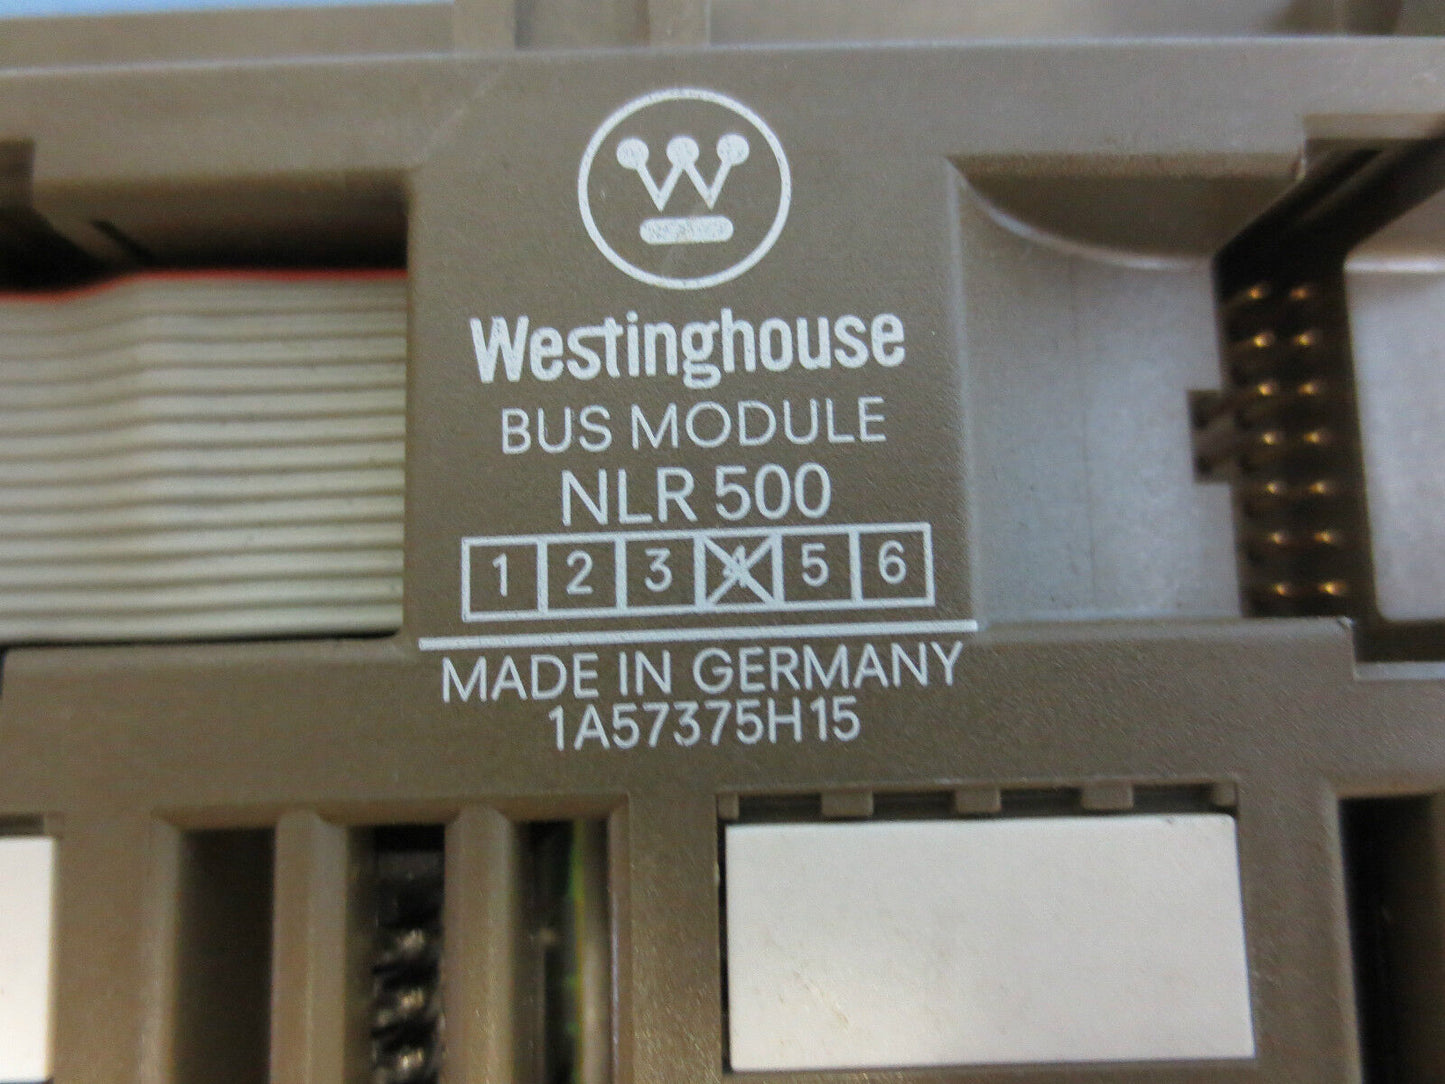 W
Westinghouse
BUS MODULE
NLR 500
1 2 3 4 5 6
MADE IN GERMANY
1A57375H15